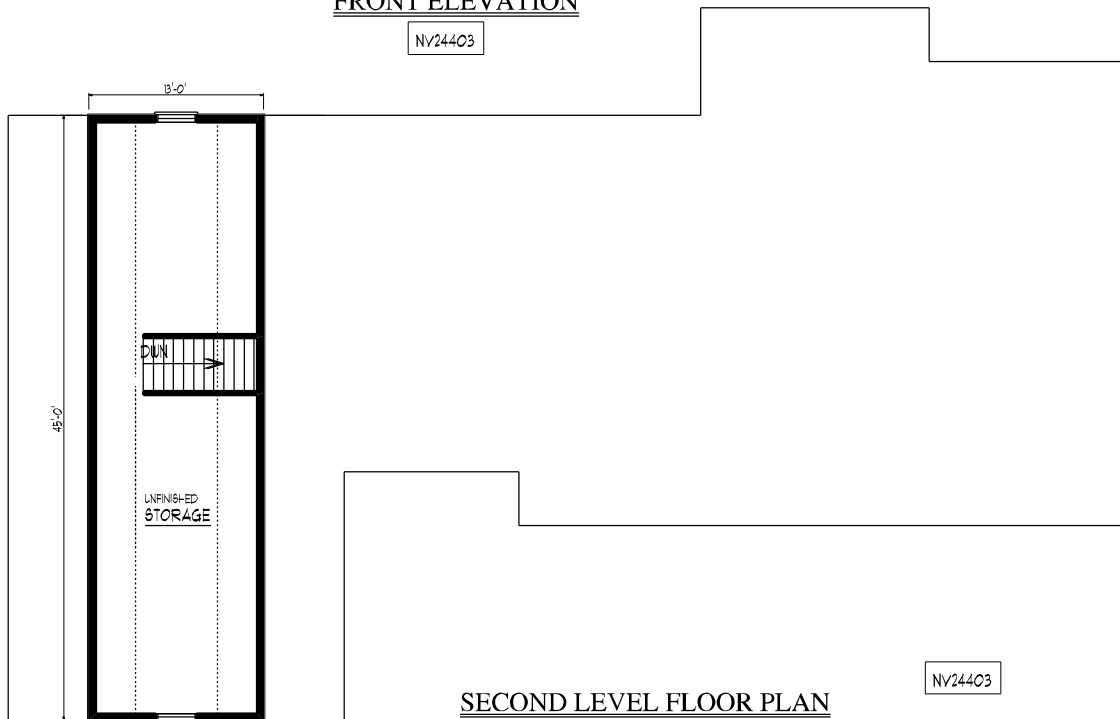 FRONT ELEVATION
NV24403
13'-0"
DWN
45'-0"
UNFINISHED
STORAGE
NV24403
SECOND LEVEL FLOOR PLAN